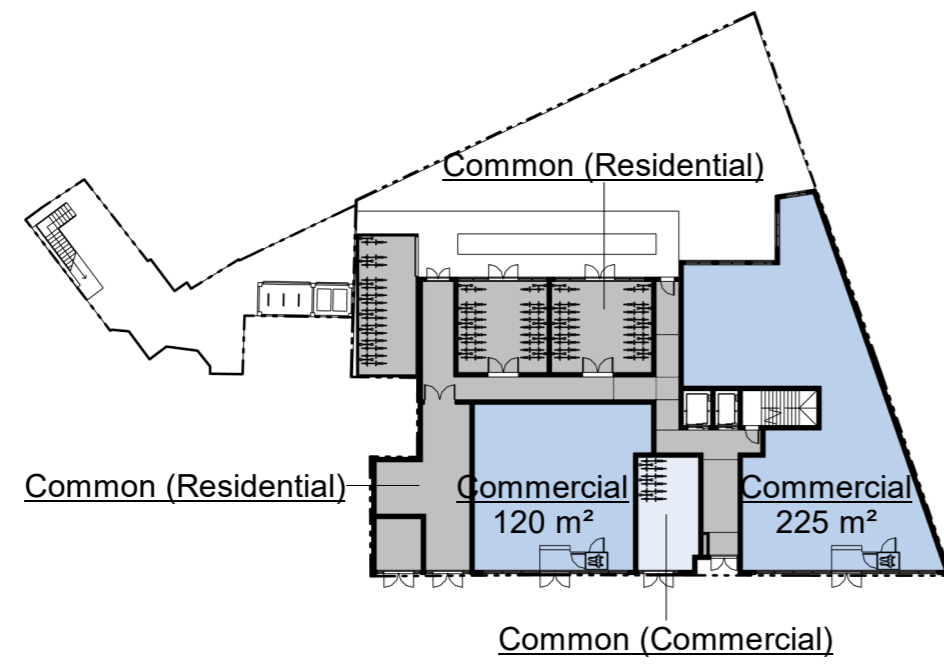 Common (Residential)
Common (Residential)
Commercial
120 m²
Commercial
225 m²
Common (Commercial)